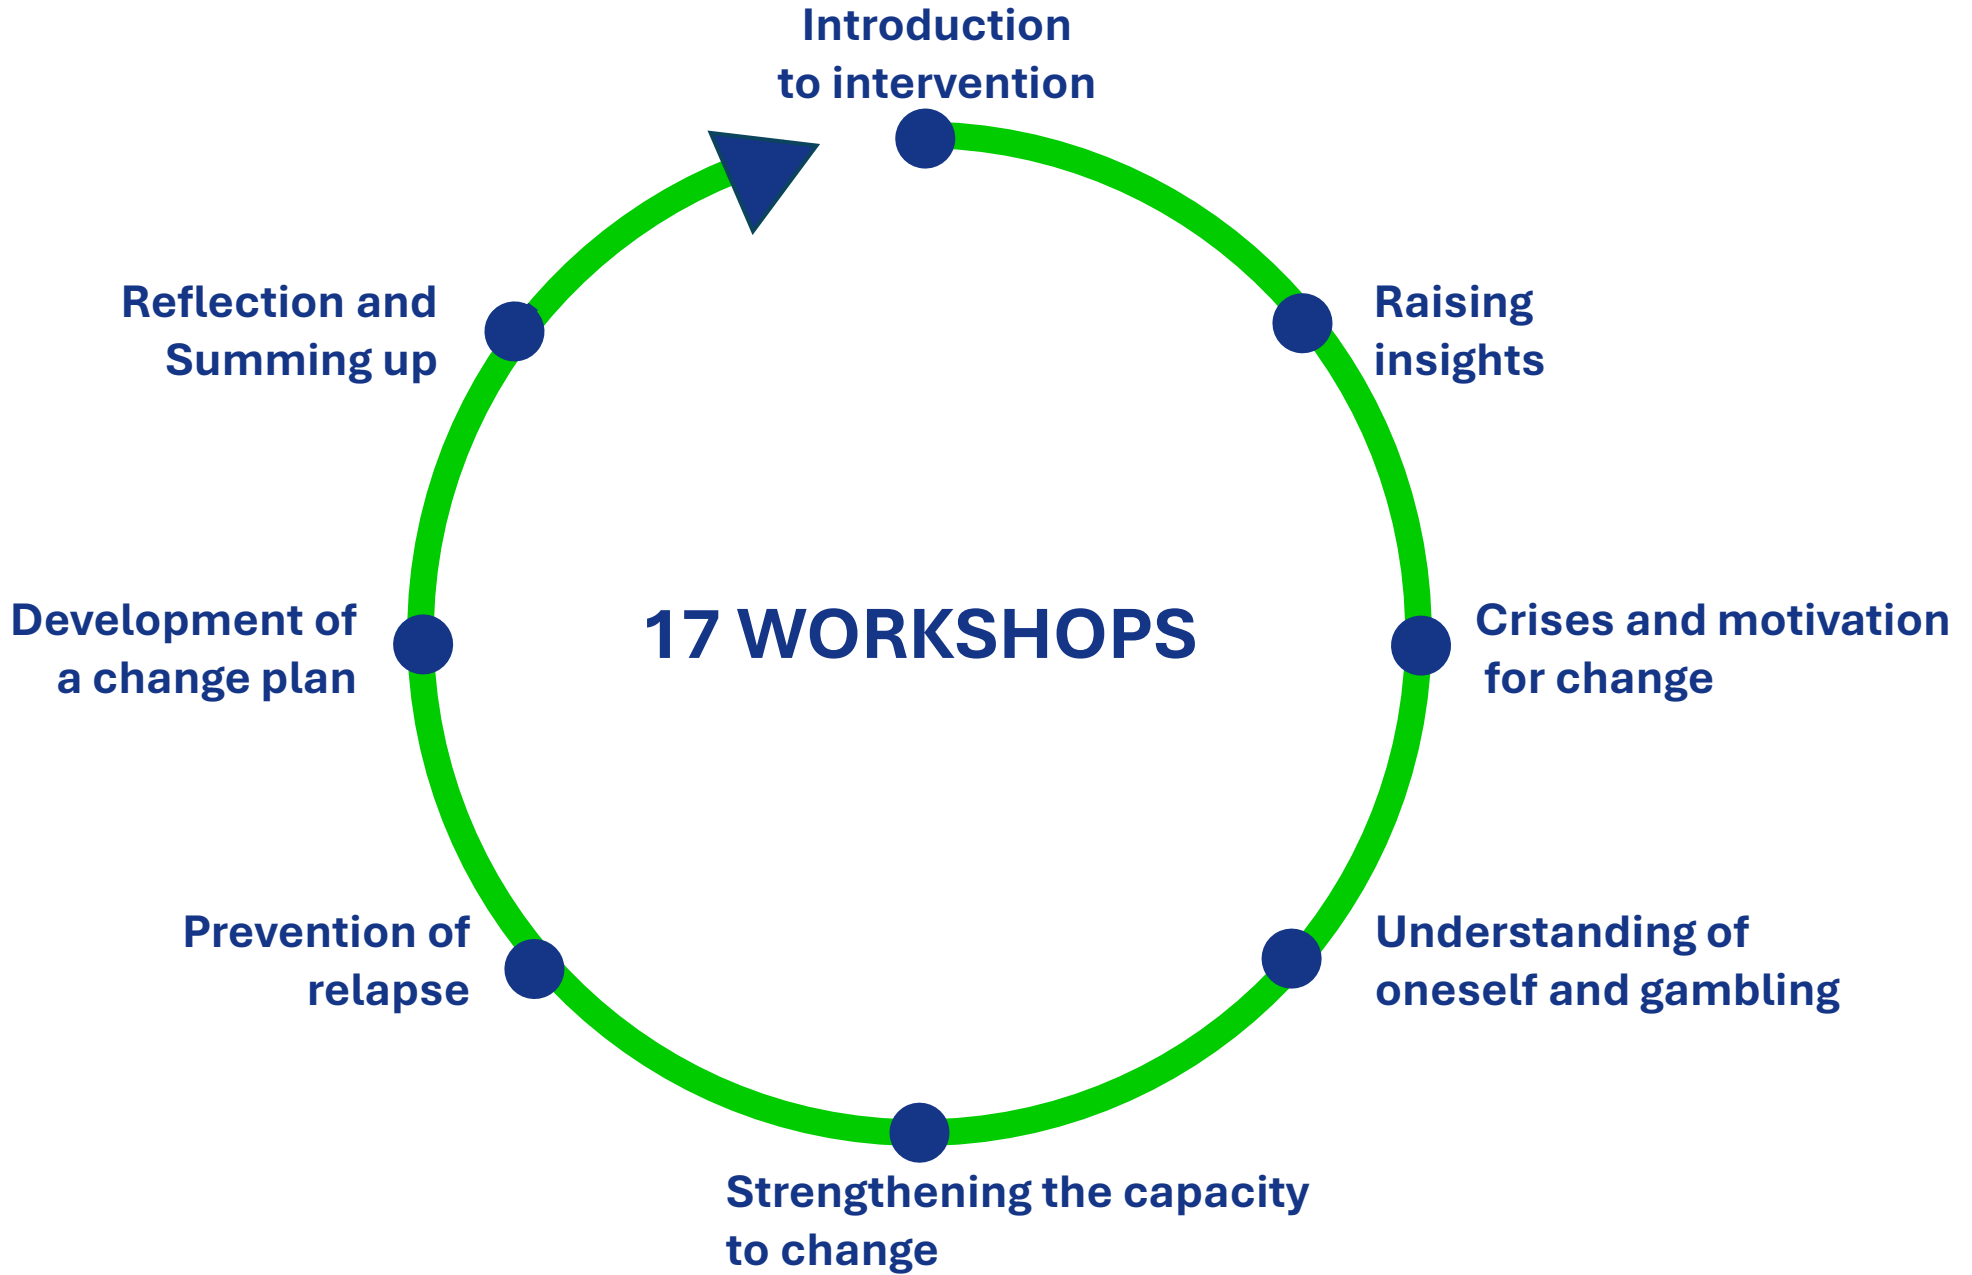 Introduction
to intervention
Raising
insights
Crises and motivation
for change
Understanding of
oneself and gambling
Strengthening the capacity
to change
Prevention of
relapse
Development of
a change plan
Reflection and
Summing up
17 WORKSHOPS